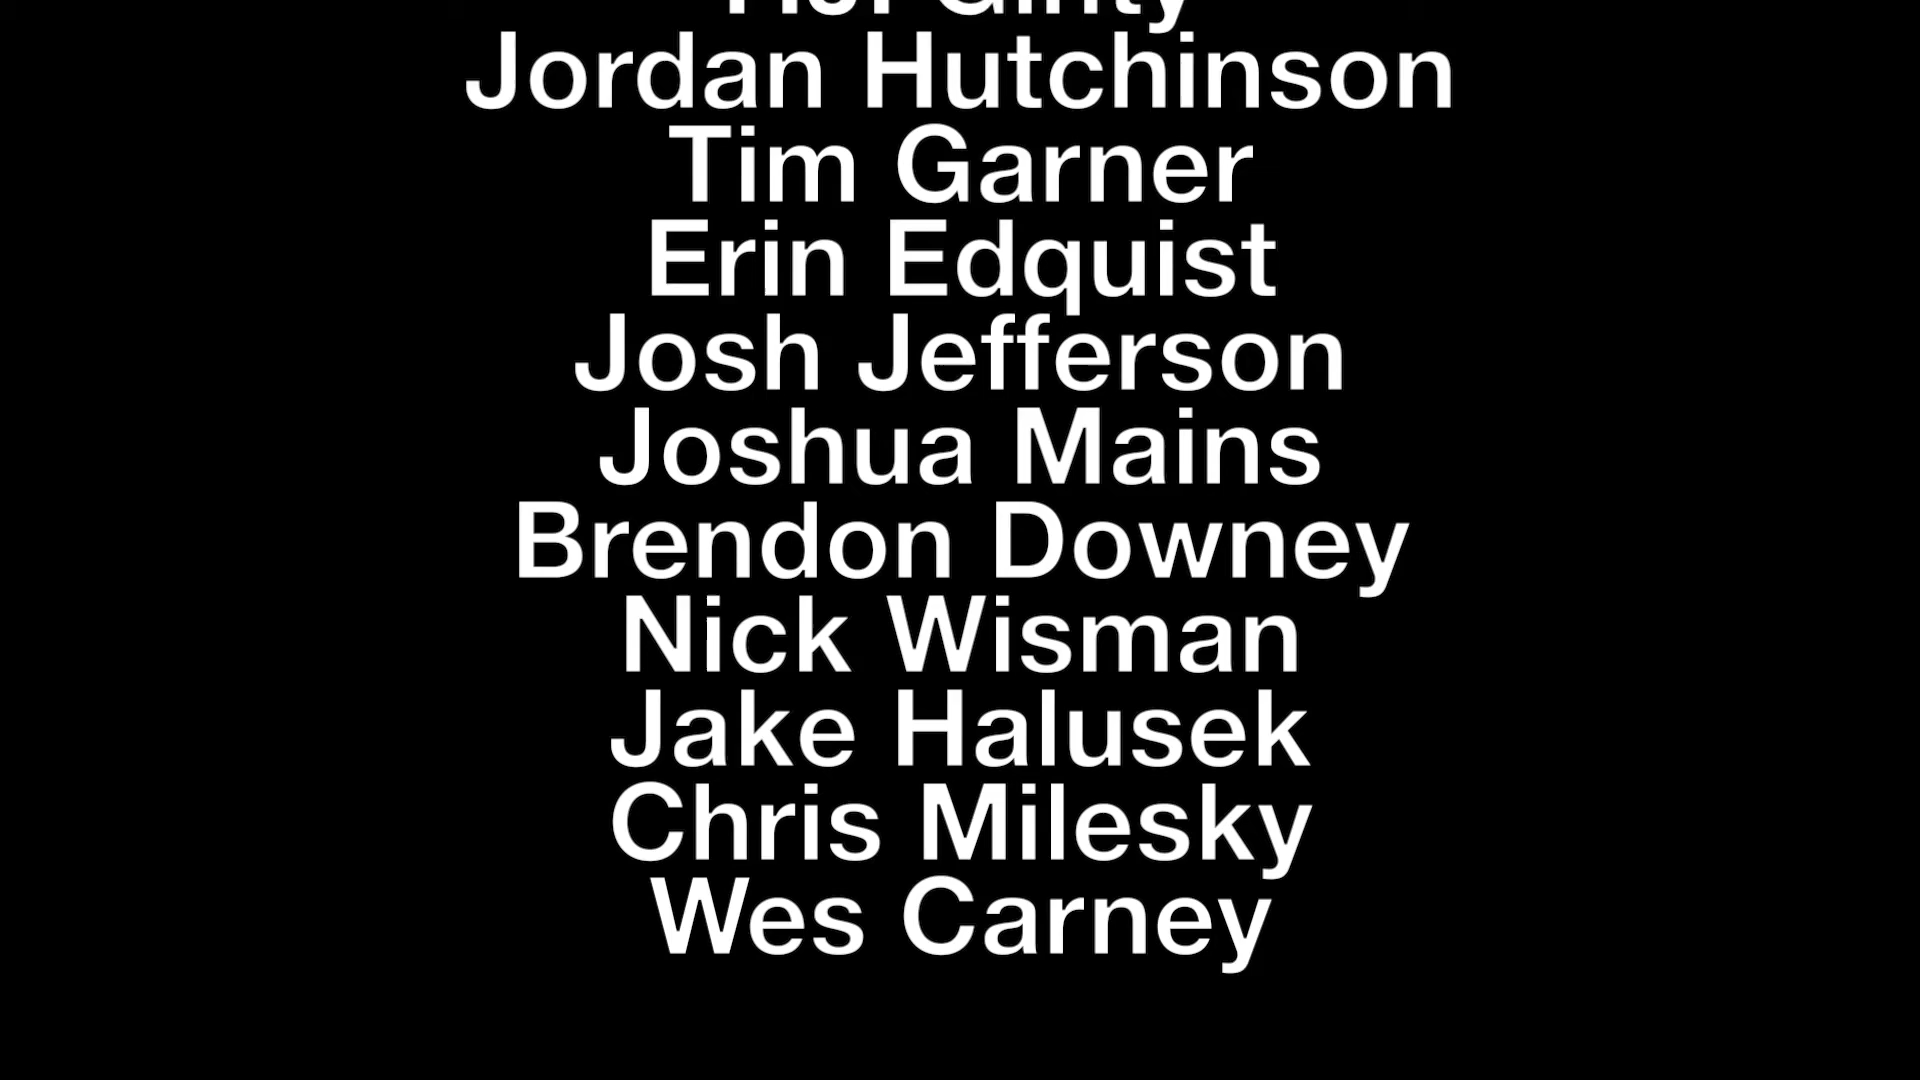 Ginty
Jordan Hutchinson
Tim Garner
Erin Edquist
Josh Jefferson
Joshua Mains
Brendon Downey
Nick Wisman
Jake Halusek
Chris Milesky
Wes Carney